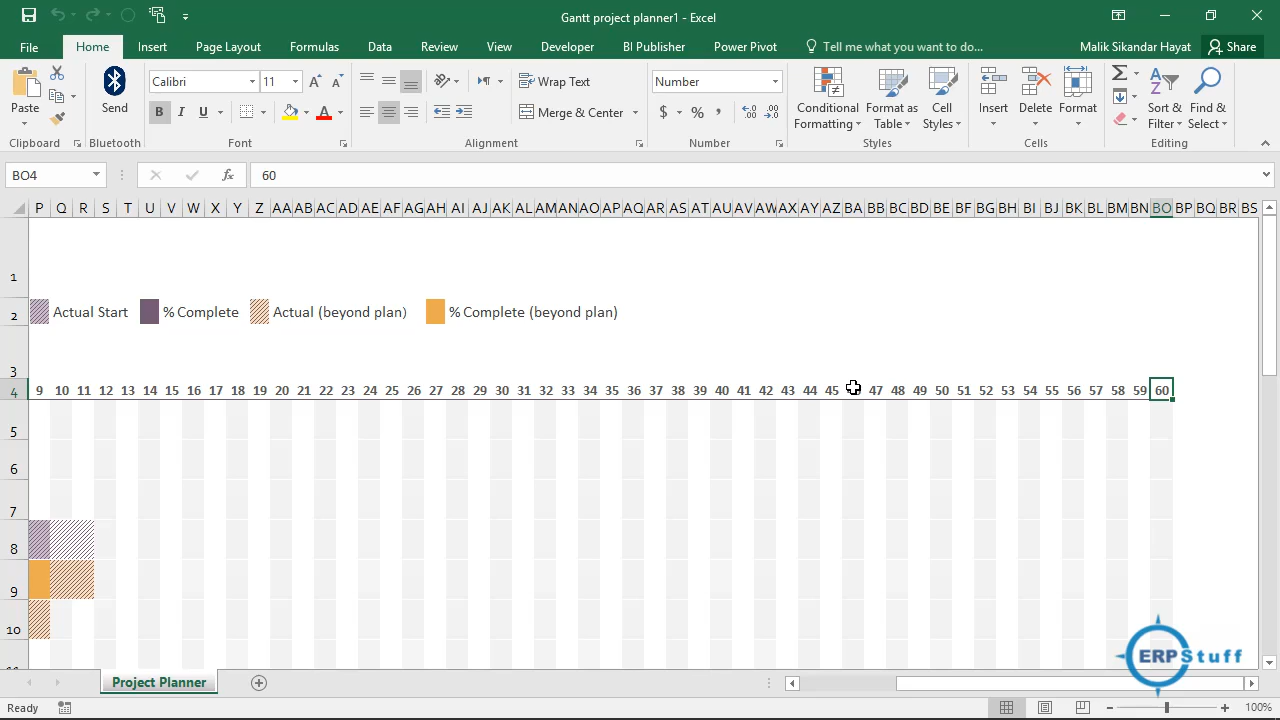 Gantt project planner1 - Excel
File Home Insert Page Layout Formulas Data Review View Developer BI Publisher Power Pivot Tell me what you want to do... Malik Sikandar Hayat Share
Paste Send Calibri 11 Wrap Text Number Conditional Formatting Format as Table Cell Styles Insert Delete Format Sort & Filter Find & Select
B I U A Merge & Center $ %
Clipboard Bluetooth Font Alignment Number Styles Cells Editing
BO4 fx 60
P Q R S T U V W X Y Z AA AB AC AD AE AF AG AH AI AJ AK AL AM AN AO AP AQ AR AS AT AU AV AW AX AY AZ BA BB BC BD BE BF BG BH BI BJ BK BL BM BN BO BP BQ BR BS
1
2 Actual Start % Complete Actual (beyond plan) % Complete (beyond plan)
3
4 9 10 11 12 13 14 15 16 17 18 19 20 21 22 23 24 25 26 27 28 29 30 31 32 33 34 35 36 37 38 39 40 41 42 43 44 45 47 48 49 50 51 52 53 54 55 56 57 58 59 60
5
6
7
8
9
10
ERPStuff
Project Planner
Ready 100%